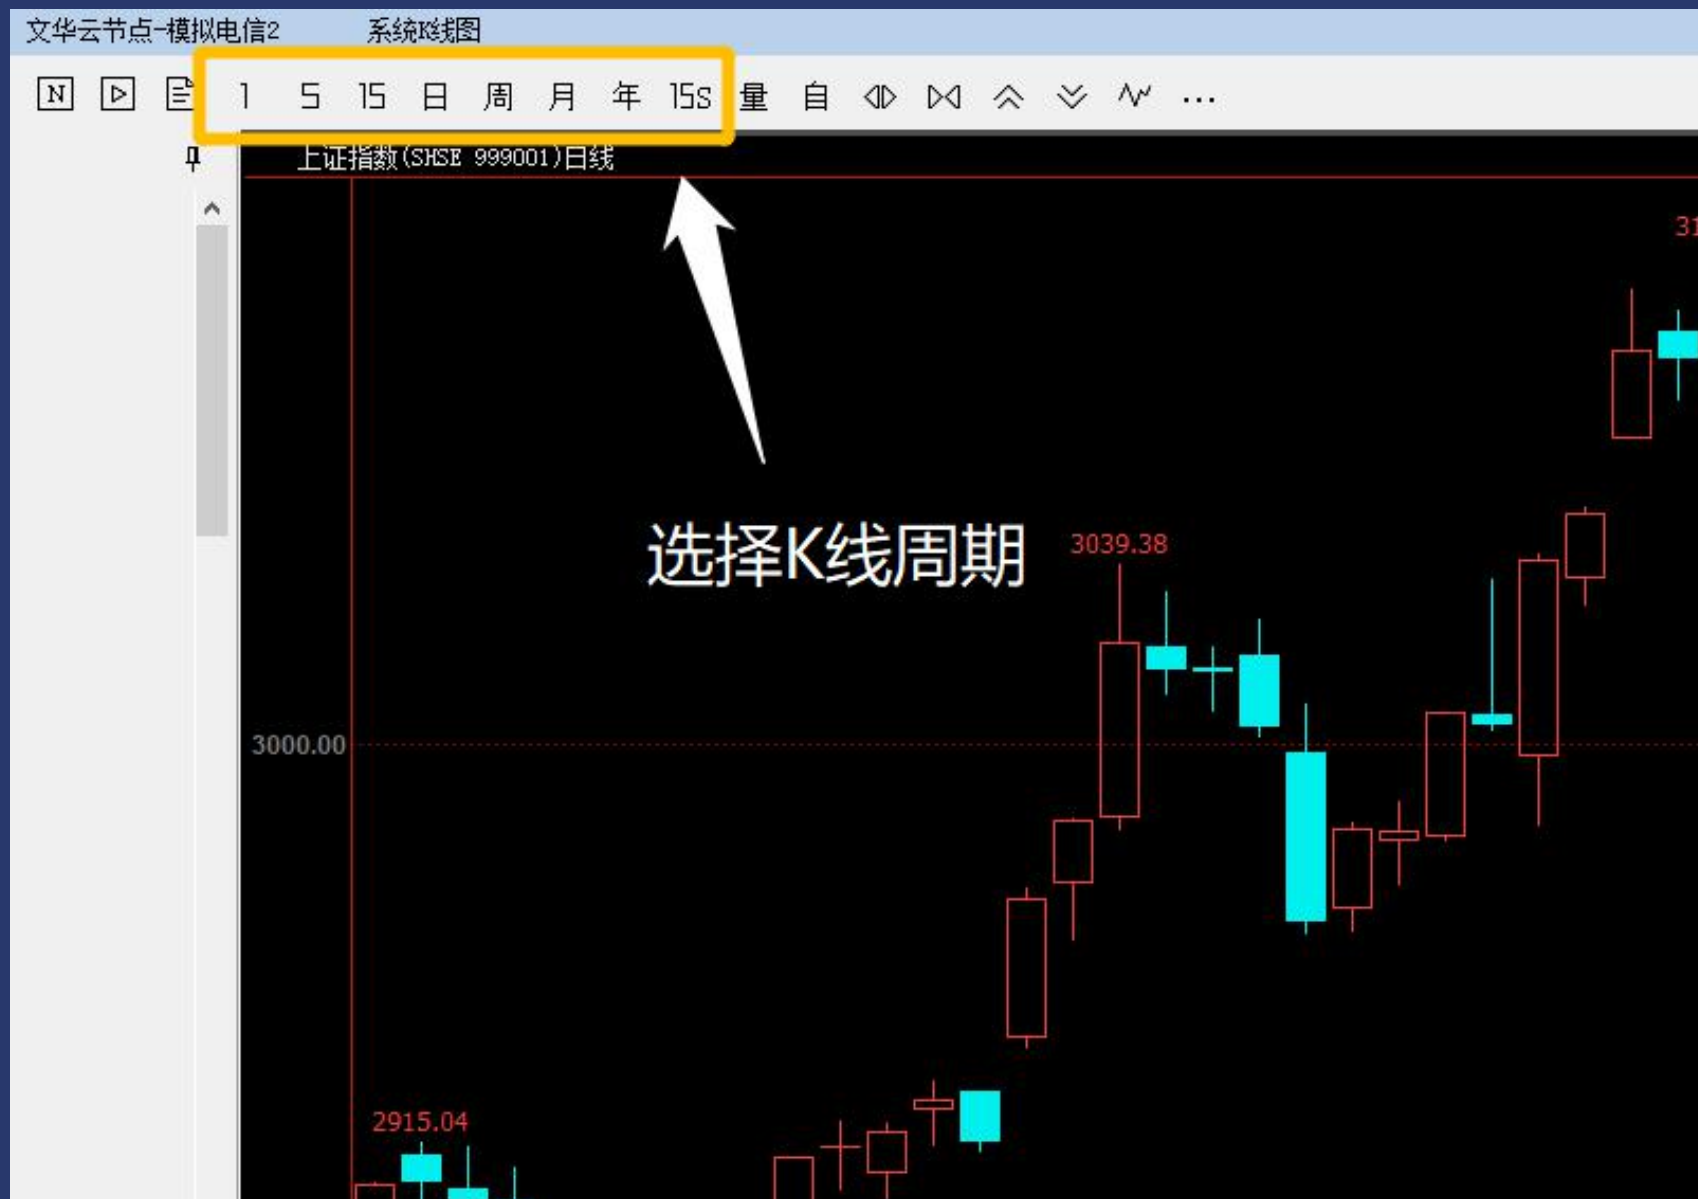 文华云节点-模拟电信2 系统K线图
N 1 5 15 日 周 月 年 15S 量 自 ...
上证指数(SHSE 999001)日线
选择K线周期
3039.38
3000.00
2915.04